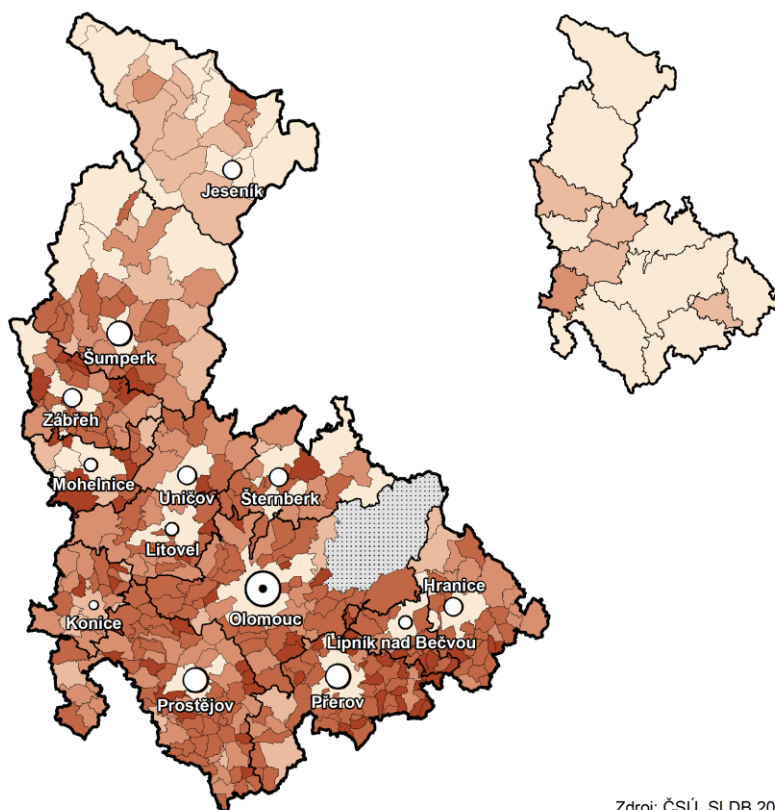 Jeseník
Šumperk
Zábřeh
Mohelnice
Uničov
Šternberk
Litovel
Hranice
Konice
Olomouc
Lipník nad Bečvou
Prostějov
Přerov
Zdroj: ČSÚ, SLDB 20